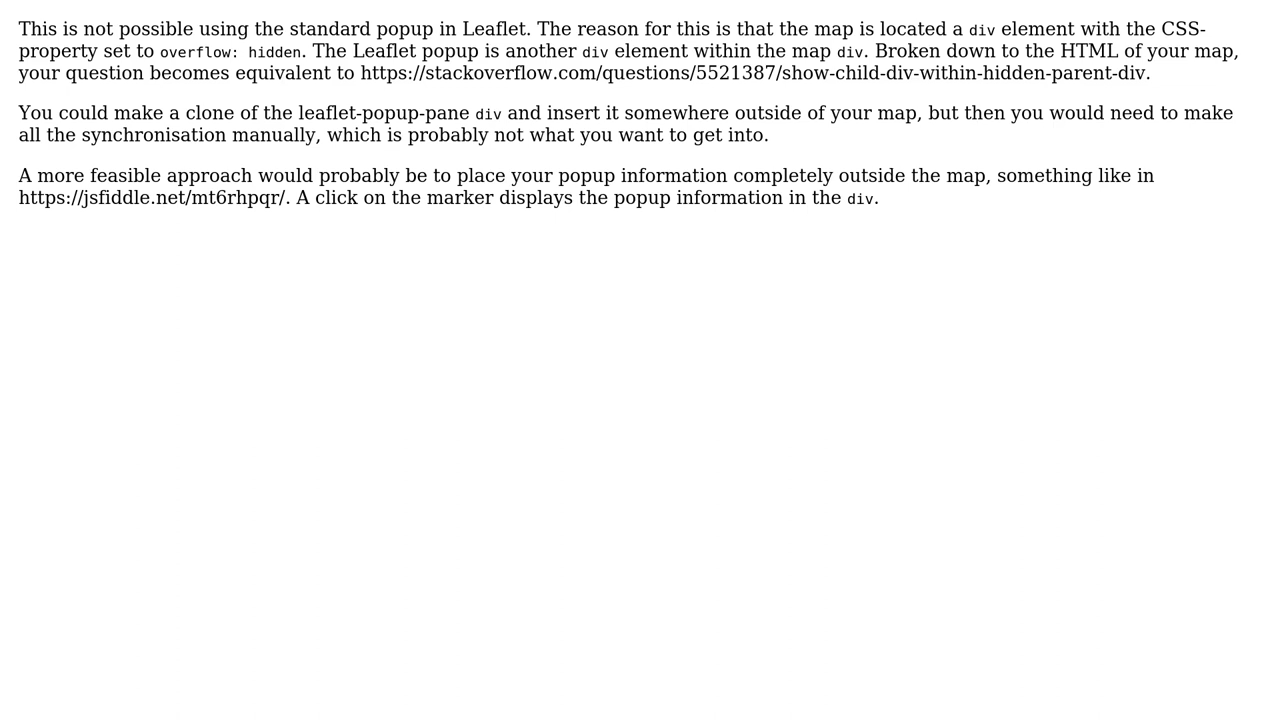 This is not possible using the standard popup in Leaflet. The reason for this is that the map is located a div element with the CSS-
property set to overflow: hidden. The Leaflet popup is another div element within the map div. Broken down to the HTML of your map,
your question becomes equivalent to https://stackoverflow.com/questions/5521387/show-child-div-within-hidden-parent-div.
You could make a clone of the leaflet-popup-pane div and insert it somewhere outside of your map, but then you would need to make
all the synchronisation manually, which is probably not what you want to get into.
A more feasible approach would probably be to place your popup information completely outside the map, something like in
https://jsfiddle.net/mt6rhpqr/. A click on the marker displays the popup information in the div.